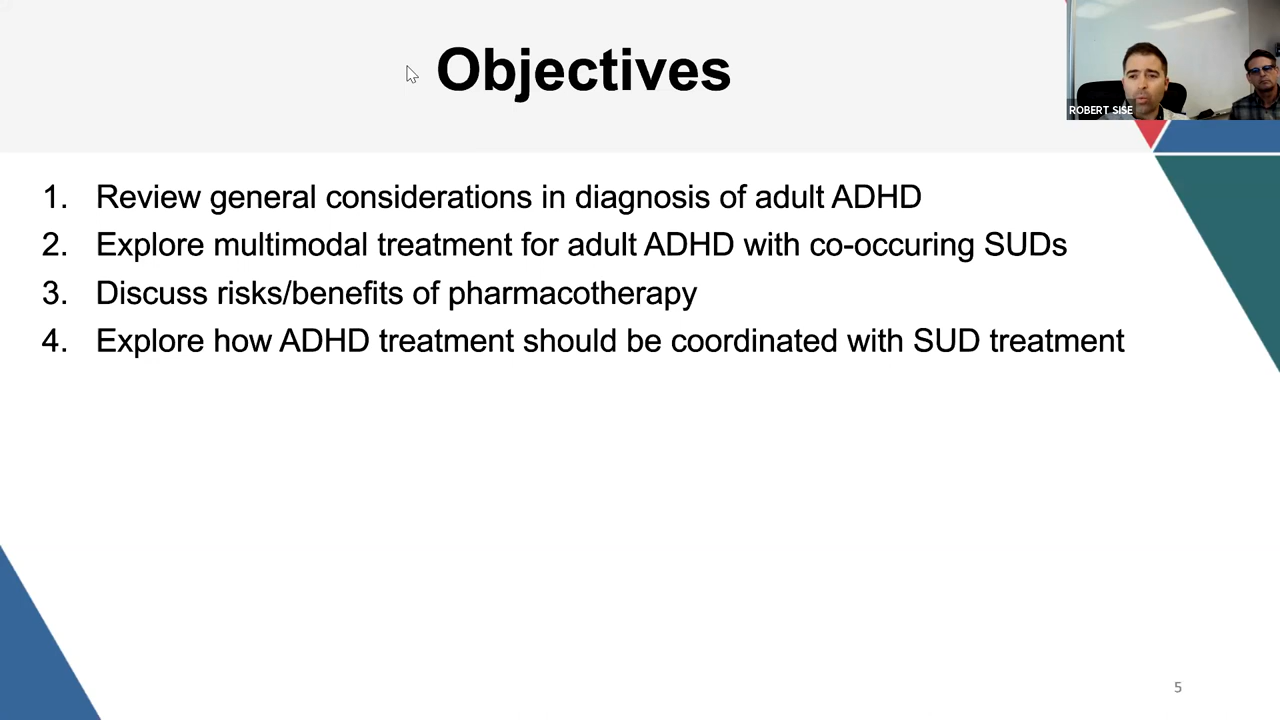 Objectives
ROBERT SISE
1. Review general considerations in diagnosis of adult ADHD
2. Explore multimodal treatment for adult ADHD with co-occuring SUDs
3. Discuss risks/benefits of pharmacotherapy
4. Explore how ADHD treatment should be coordinated with SUD treatment
5